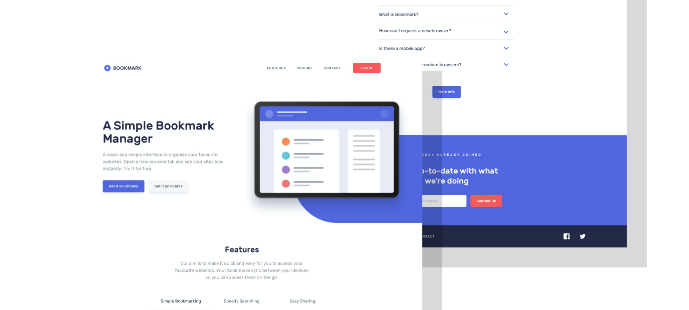 What is Bookmark?
How can I request a new browser?
Is there a mobile app?
browsers?
More Info
BOOKMARK
FEATURES
PRICING
CONTACT
LOGIN
A Simple Bookmark
Manager
A clean and simple interface to organize your favourite
websites. Open a new browser tab and see your sites load
instantly. Try it for free.
Get it on Chrome
Get it on Firefox
ALREADY JOINED
-to-date with what
we're doing
Contact Us
Features
Our aim is to make it quick and easy for you to access your
favourite websites. Your bookmarks sync between your devices
so you can access them on the go.
Simple Bookmarking
Speedy Searching
Easy Sharing